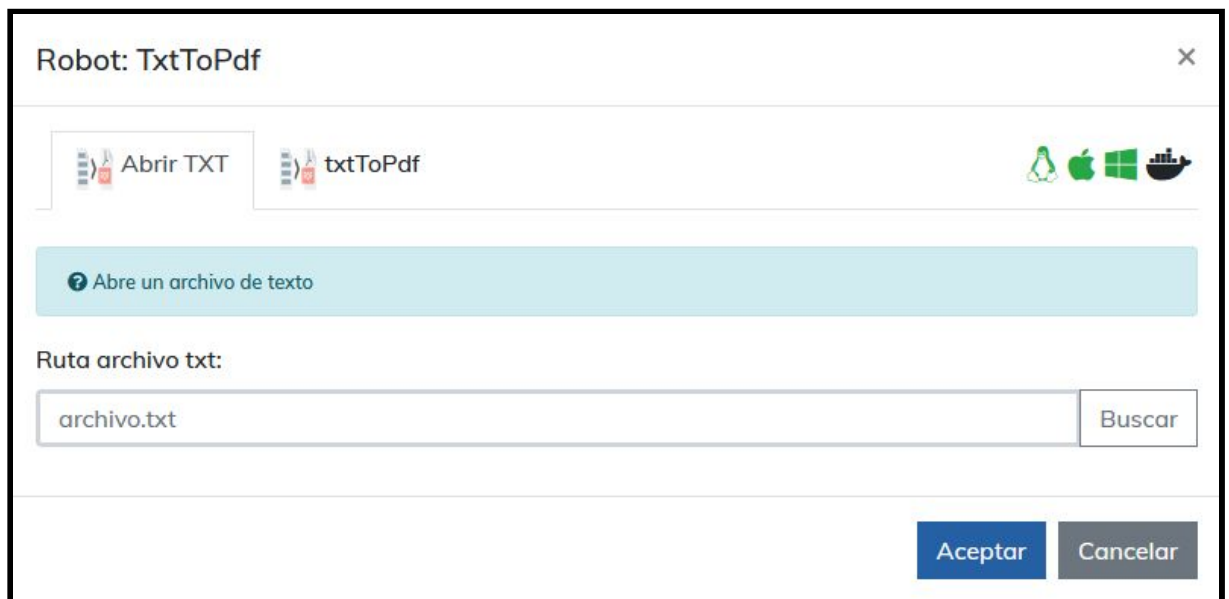 Robot: TxtToPdf
×
Abrir TXT
txtToPdf
Abre un archivo de texto
Ruta archivo txt:
archivo.txt
Buscar
Aceptar
Cancelar